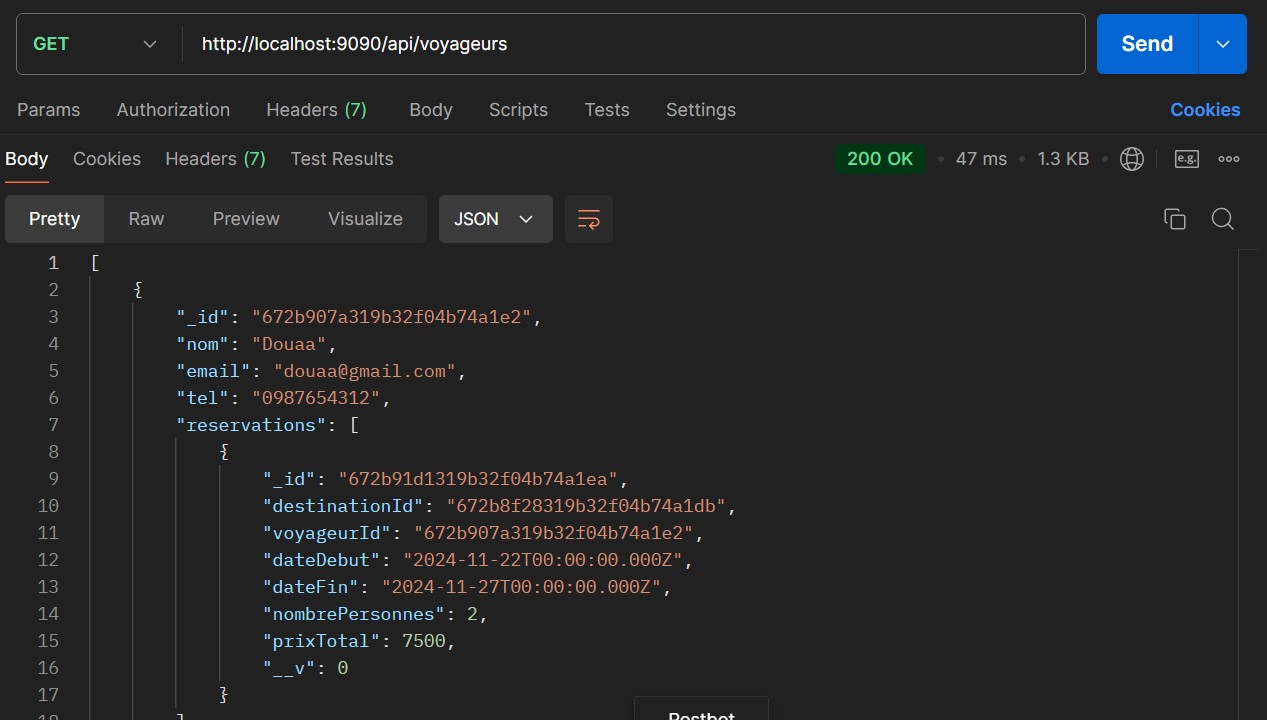 GET http://localhost:9090/api/voyageurs Send
Params Authorization Headers (7) Body Scripts Tests Settings Cookies
Body Cookies Headers (7) Test Results 200 OK 47 ms 1.3 KB e.g.
Pretty Raw Preview Visualize JSON
1 [
2 {
3 "_id": "672b907a319b32f04b74a1e2",
4 "nom": "Douaa",
5 "email": "douaa@gmail.com",
6 "tel": "0987654312",
7 "reservations": [
8 {
9 "_id": "672b91d1319b32f04b74a1ea",
10 "destinationId": "672b8f28319b32f04b74a1db",
11 "voyageurId": "672b907a319b32f04b74a1e2",
12 "dateDebut": "2024-11-22T00:00:00.000Z",
13 "dateFin": "2024-11-27T00:00:00.000Z",
14 "nombrePersonnes": 2,
15 "prixTotal": 7500,
16 "__v": 0
17 }
18 ]
Postbot